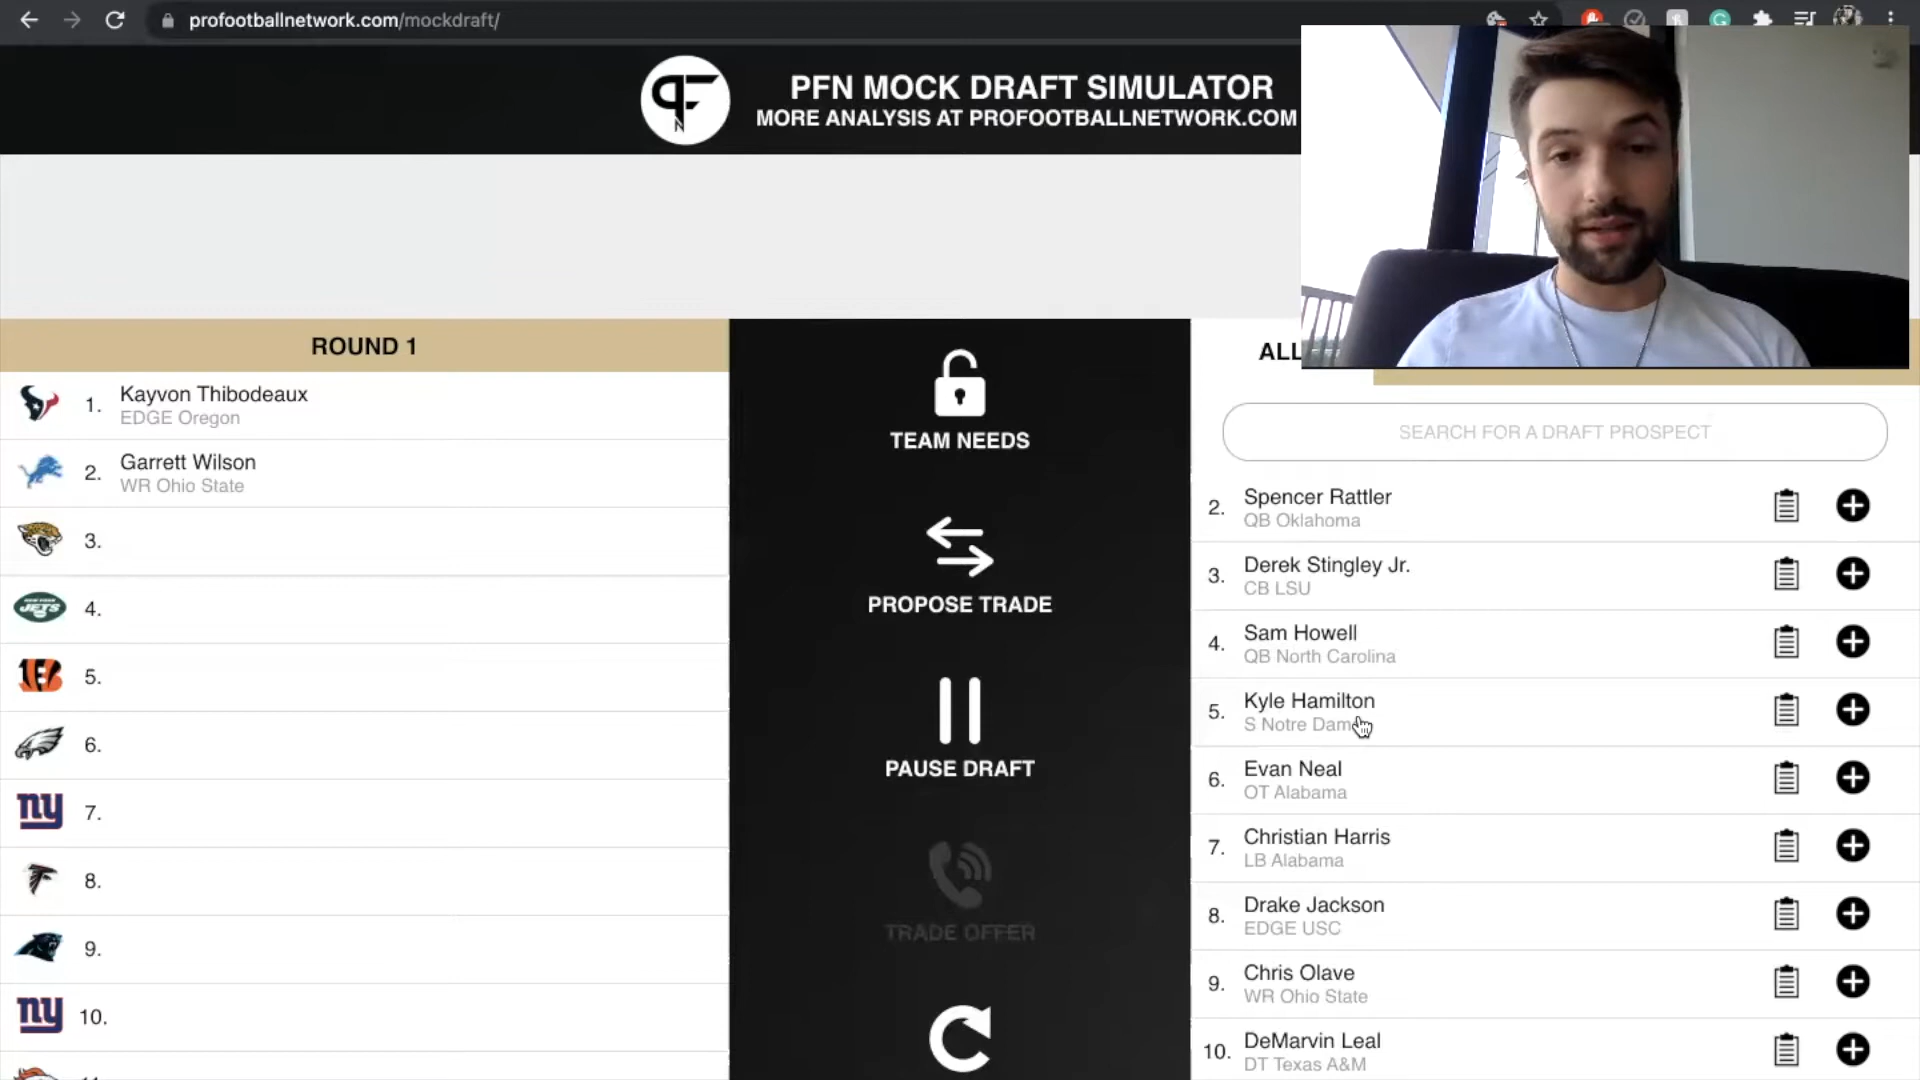 profootballnetwork.com/mockdraft/
PFN MOCK DRAFT SIMULATOR
MORE ANALYSIS AT PROFOOTBALLNETWORK.COM
ROUND 1
1. Kayvon Thibodeaux
EDGE Oregon
2. Garrett Wilson
WR Ohio State
3.
JETS 4.
5.
6.
ny 7.
8.
9.
ny 10.
TEAM NEEDS
PROPOSE TRADE
PAUSE DRAFT
TRADE OFFER
ALL
SEARCH FOR A DRAFT PROSPECT
2. Spencer Rattler
QB Oklahoma
3. Derek Stingley Jr.
CB LSU
4. Sam Howell
QB North Carolina
5. Kyle Hamilton
S Notre Dame
6. Evan Neal
OT Alabama
7. Christian Harris
LB Alabama
8. Drake Jackson
EDGE USC
9. Chris Olave
WR Ohio State
10. DeMarvin Leal
DT Texas A&M